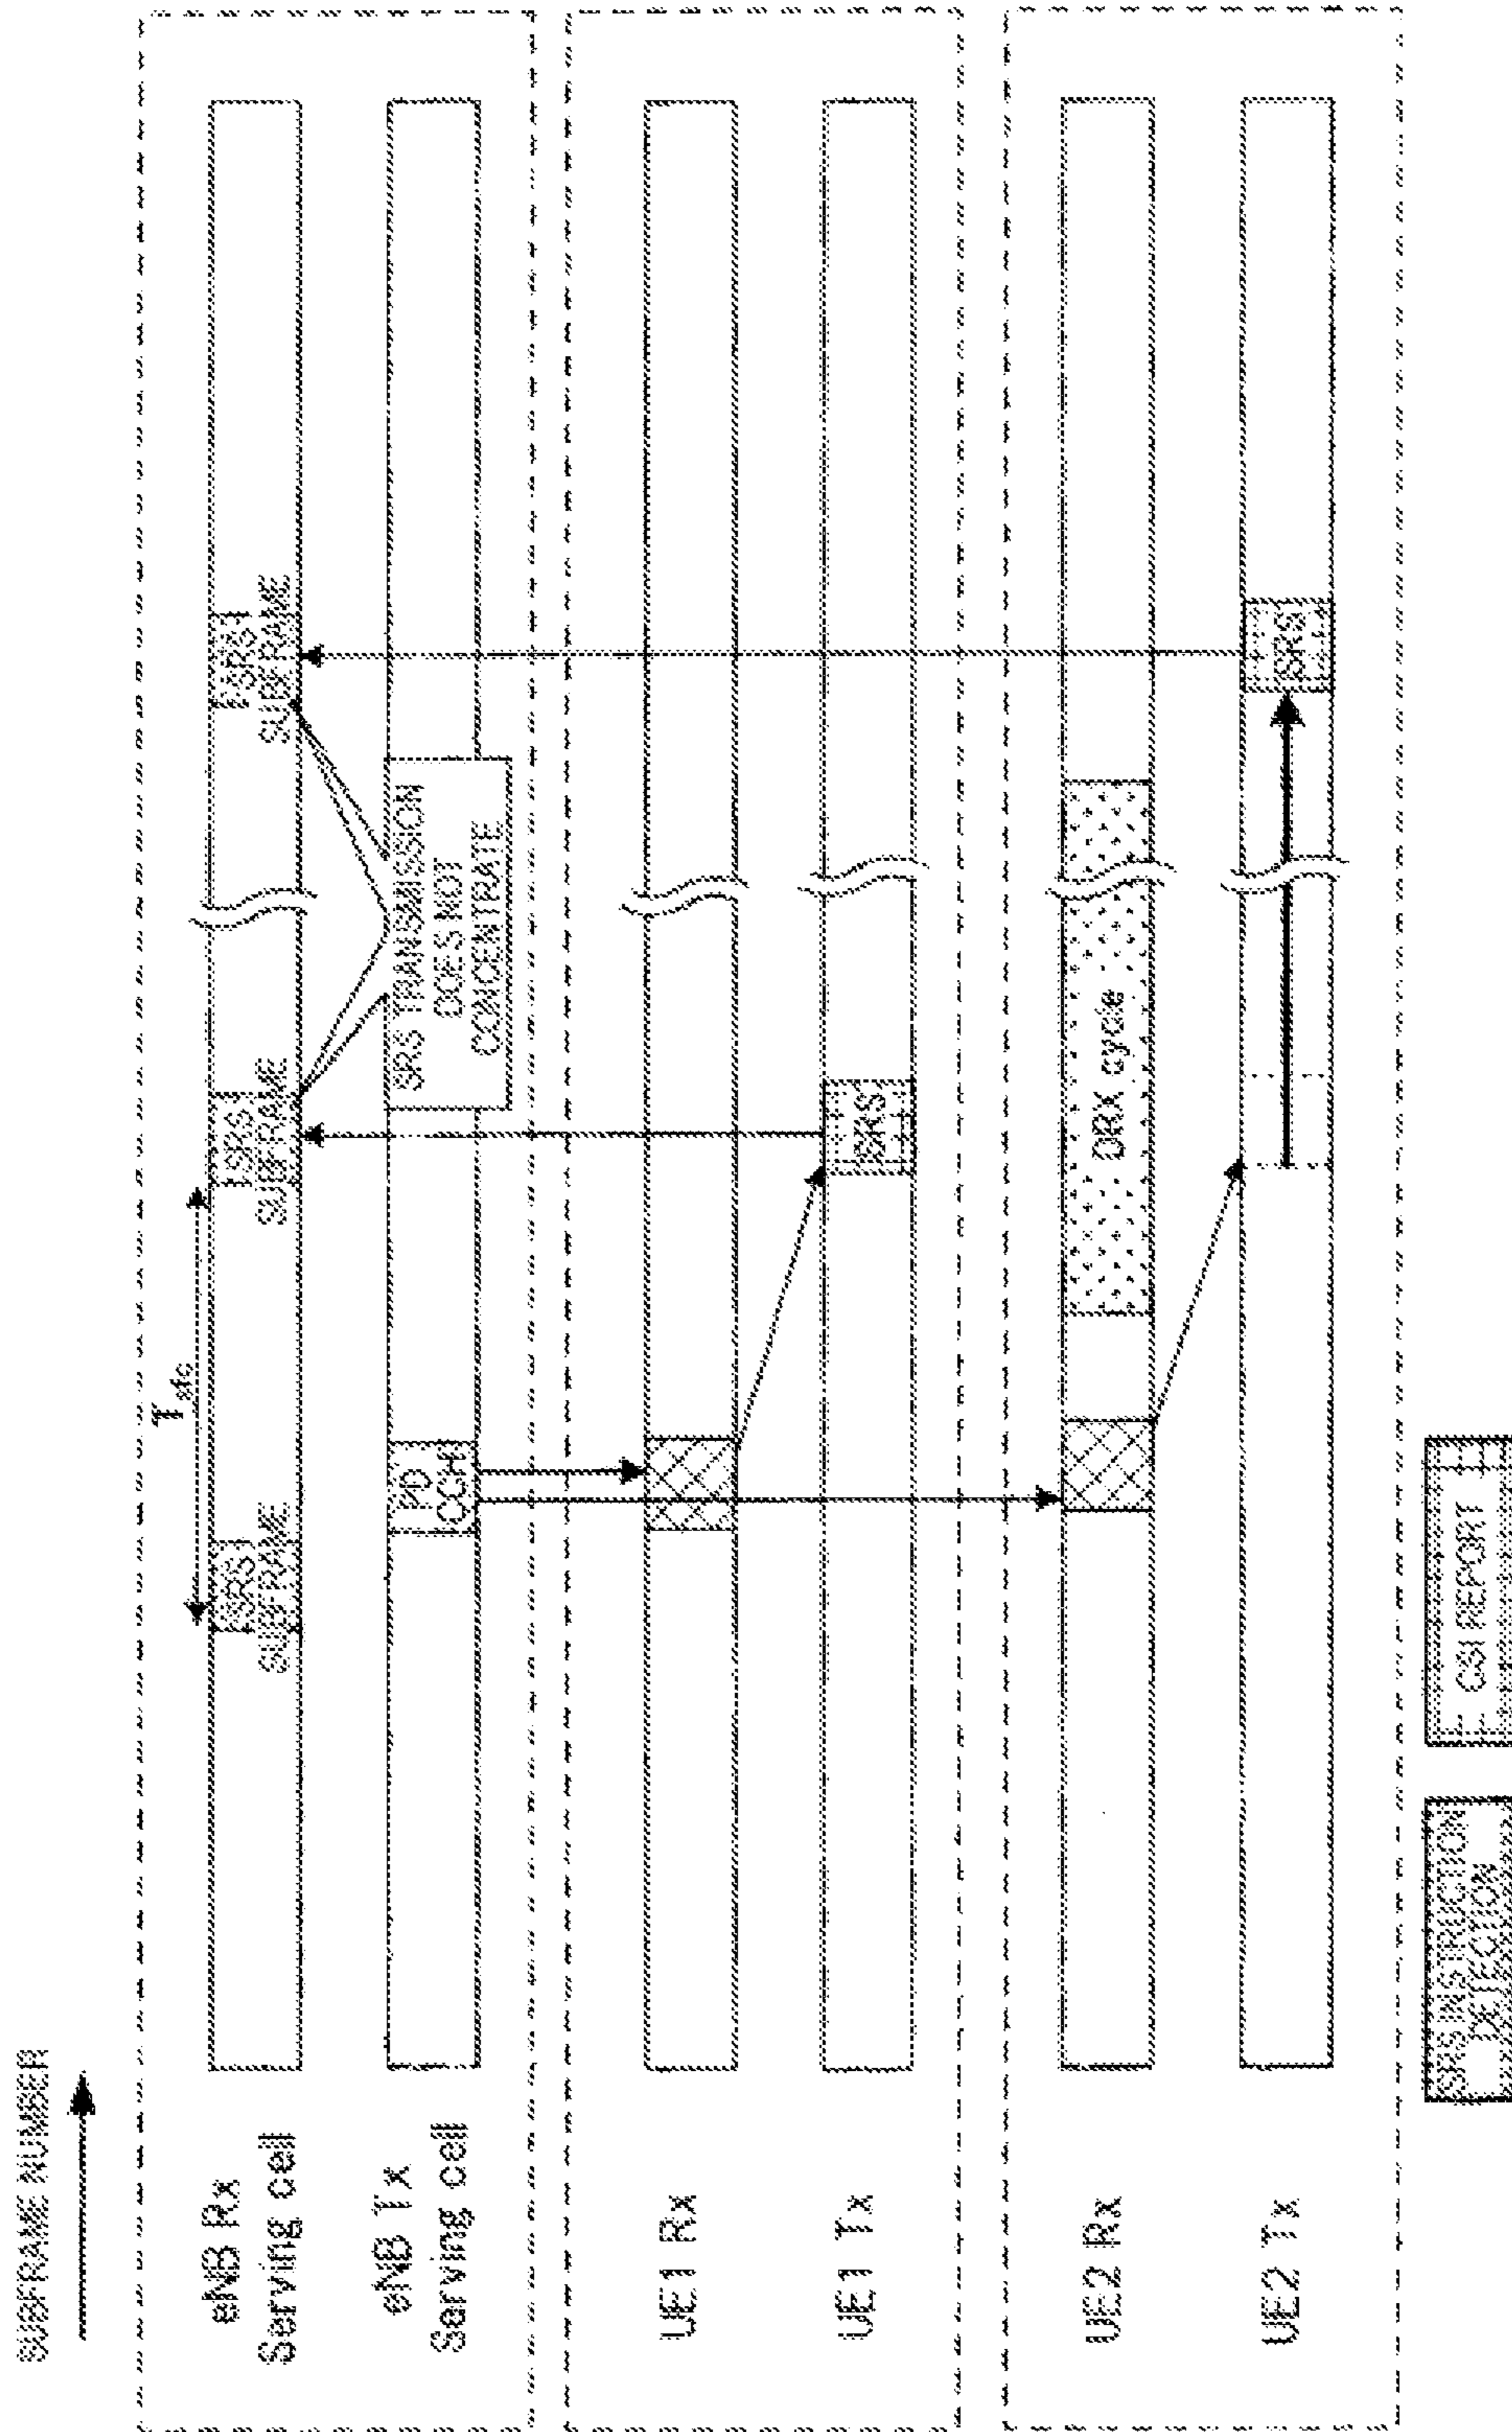 SUBFRAME NUMBER
eNB Rx
Serving cell
eNB Tx
Serving cell
UE1 Rx
UE1 Tx
UE2 Rx
UE2 Tx
SRS
SUBFRAME
SRS
SUBFRAME
SRS
SUBFRAME
Tsfc
PD
CCH
SRS TRANSMISSION
DOES NOT
CONCENTRATE
SRS
DRX cycle
SRS
SRS INSTRUCTION
DETECTION
CSI REPORT